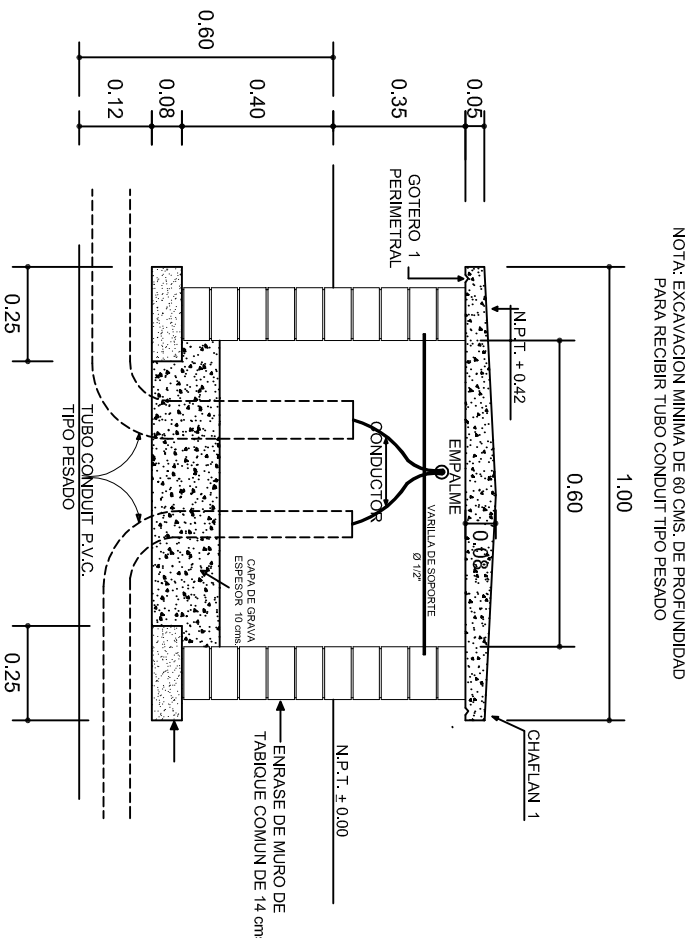 NOTA: EXCAVACION MINIMA DE 60 CMS. DE PROFUNDIDAD
PARA RECIBIR TUBO CONDUIT TIPO PESADO
1.00
0.60
0.05
0.35
0.40
0.08
0.12
0.60
GOTERO 1
PERIMETRAL
N.P.T. + 0.42
0.08
CHAFLAN 1
EMPALME
VARILLA DE SOPORTE
Ø 1/2"
CONDUCTOR
N.P.T. ± 0.00
ENRASE DE MURO DE
TABIQUE COMUN DE 14 cms
CAPA DE GRAVA
ESPESOR 10 cms.
TUBO CONDUIT P.V.C.
TIPO PESADO
0.25
0.25